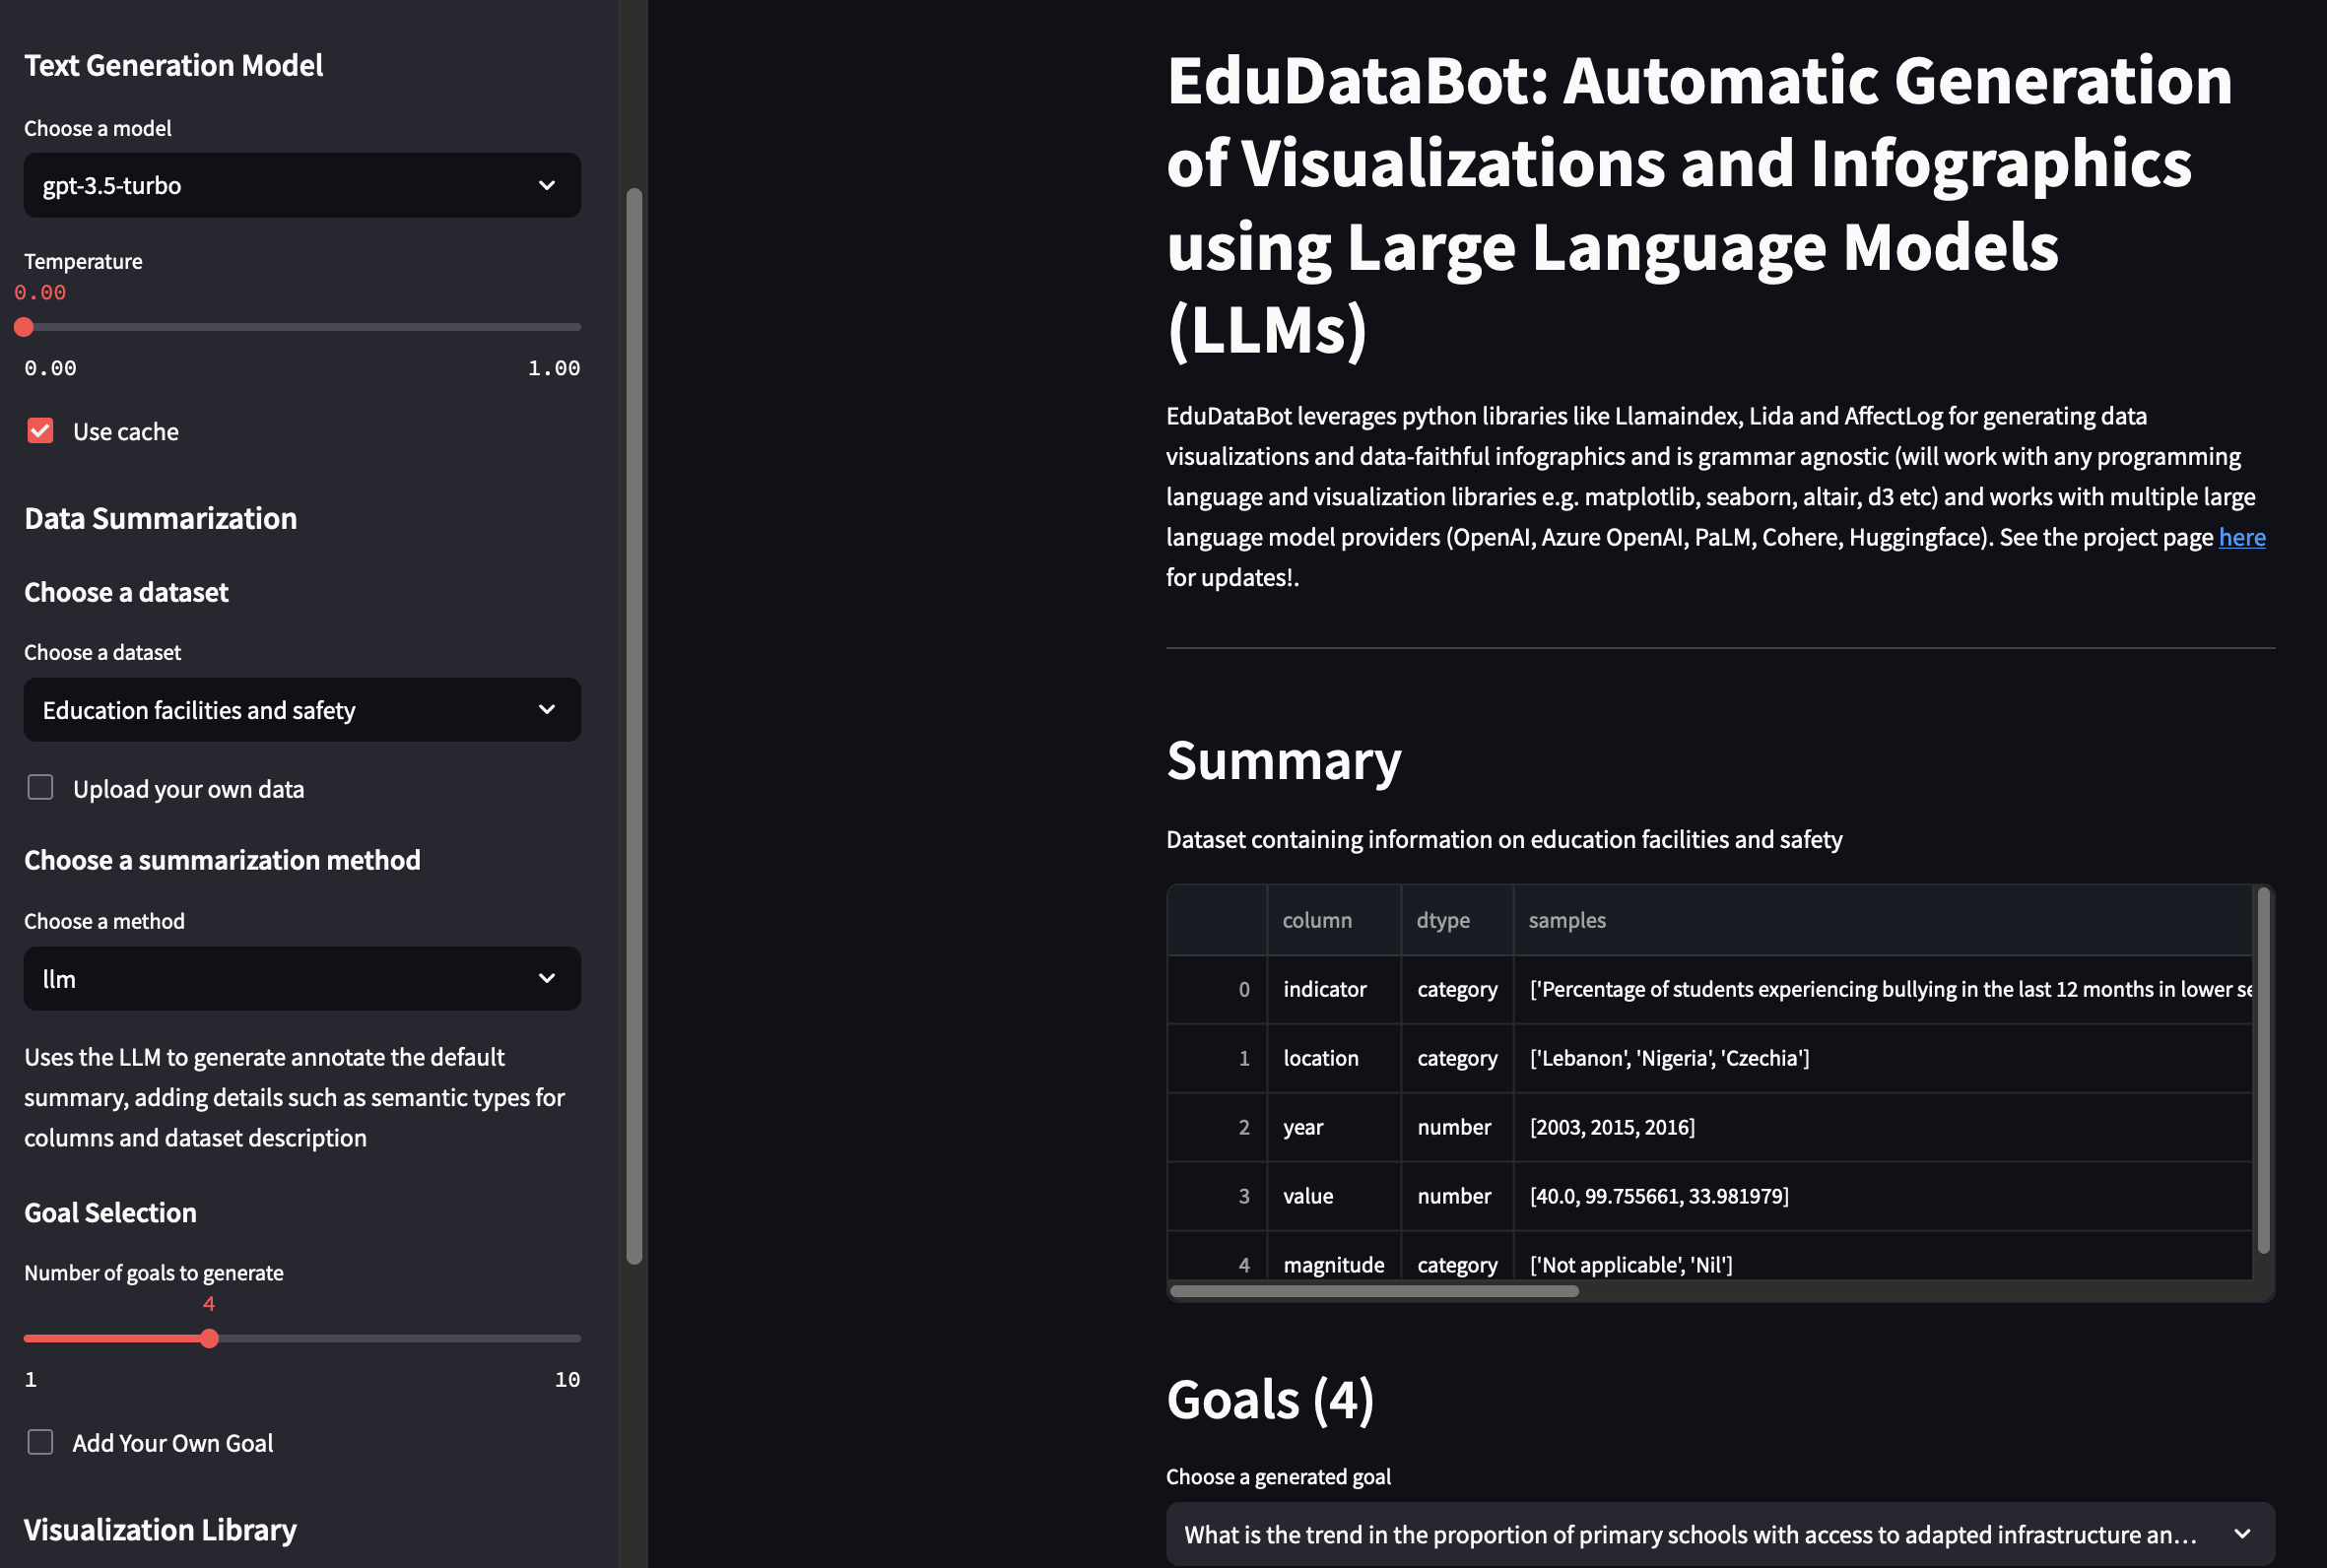 Text Generation Model
Choose a model
gpt-3.5-turbo
Temperature
0.00
0.00 1.00
Use cache
Data Summarization
Choose a dataset
Choose a dataset
Education facilities and safety
Upload your own data
Choose a summarization method
Choose a method
llm
Uses the LLM to generate annotate the default
summary, adding details such as semantic types for
columns and dataset description
Goal Selection
Number of goals to generate
4
1 10
Add Your Own Goal
Visualization Library
EduDataBot: Automatic Generation
of Visualizations and Infographics
using Large Language Models
(LLMs)
EduDataBot leverages python libraries like Llamaindex, Lida and AffectLog for generating data
visualizations and data-faithful infographics and is grammar agnostic (will work with any programming
language and visualization libraries e.g. matplotlib, seaborn, altair, d3 etc) and works with multiple large
language model providers (OpenAI, Azure OpenAI, PaLM, Cohere, Huggingface). See the project page here
for updates!.
Summary
Dataset containing information on education facilities and safety
column dtype samples
0 indicator category ['Percentage of students experiencing bullying in the last 12 months in lower se
1 location category ['Lebanon', 'Nigeria', 'Czechia']
2 year number [2003, 2015, 2016]
3 value number [40.0, 99.755661, 33.981979]
4 magnitude category ['Not applicable', 'Nil']
Goals (4)
Choose a generated goal
What is the trend in the proportion of primary schools with access to adapted infrastructure an...